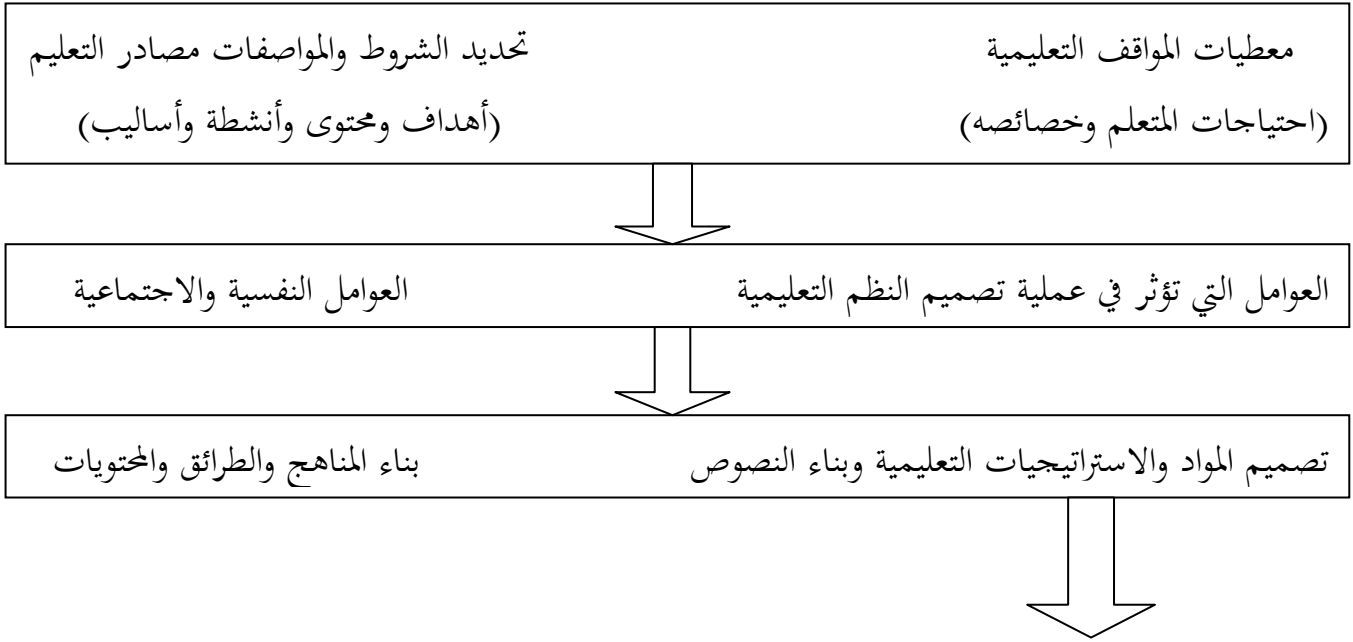 معطيات المواقف التعليمية تحديد الشروط والمواصفات مصادر التعليم
(احتياجات المتعلم وخصائصه) (أهداف ومحتوى وأنشطة وأساليب)
العوامل التي تؤثر في عملية تصميم النظم التعليمية العوامل النفسية والاجتماعية
تصميم المواد والاستراتيجيات التعليمية وبناء النصوص بناء المناهج والطرائق والمحتويات